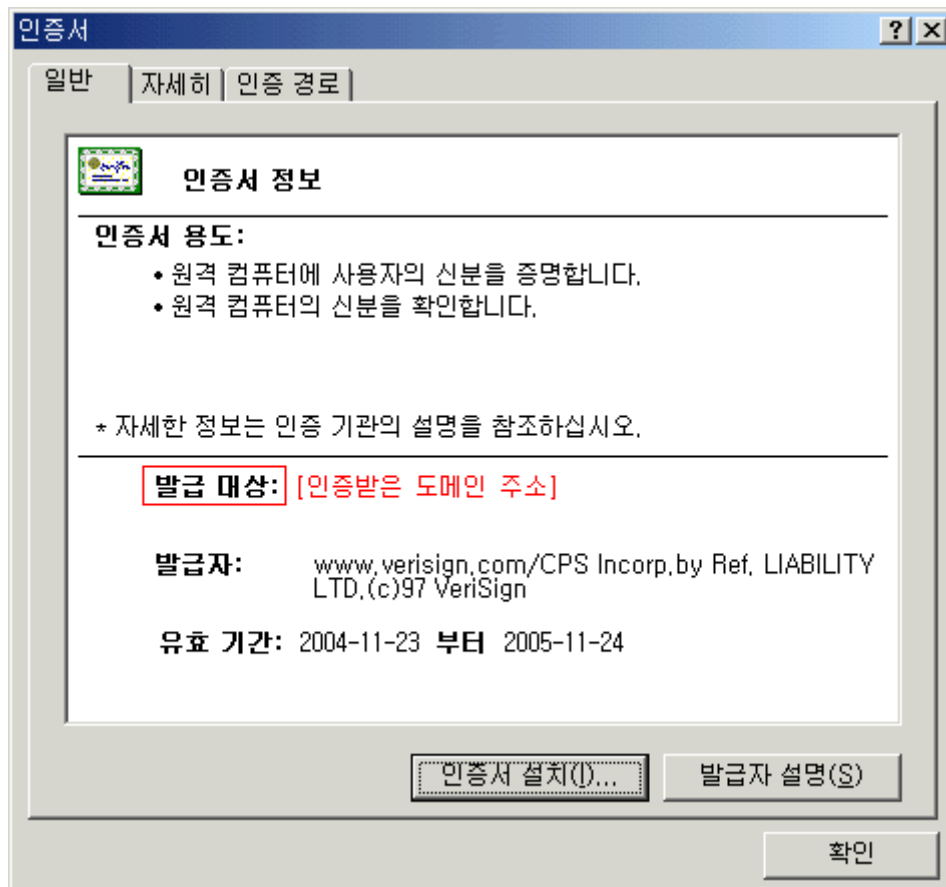 인증서
일반 자세히 인증 경로
인증서 정보
인증서 용도:
• 원격 컴퓨터에 사용자의 신분을 증명합니다.
• 원격 컴퓨터의 신분을 확인합니다.
* 자세한 정보는 인증 기관의 설명을 참조하십시오.
발급 대상: [인증받은 도메인 주소]
발급자: www.verisign.com/CPS Incorp.by Ref. LIABILITY
LTD.(c)97 VeriSign
유효 기간: 2004-11-23 부터 2005-11-24
인증서 설치(I)... 발급자 설명(S)
확인